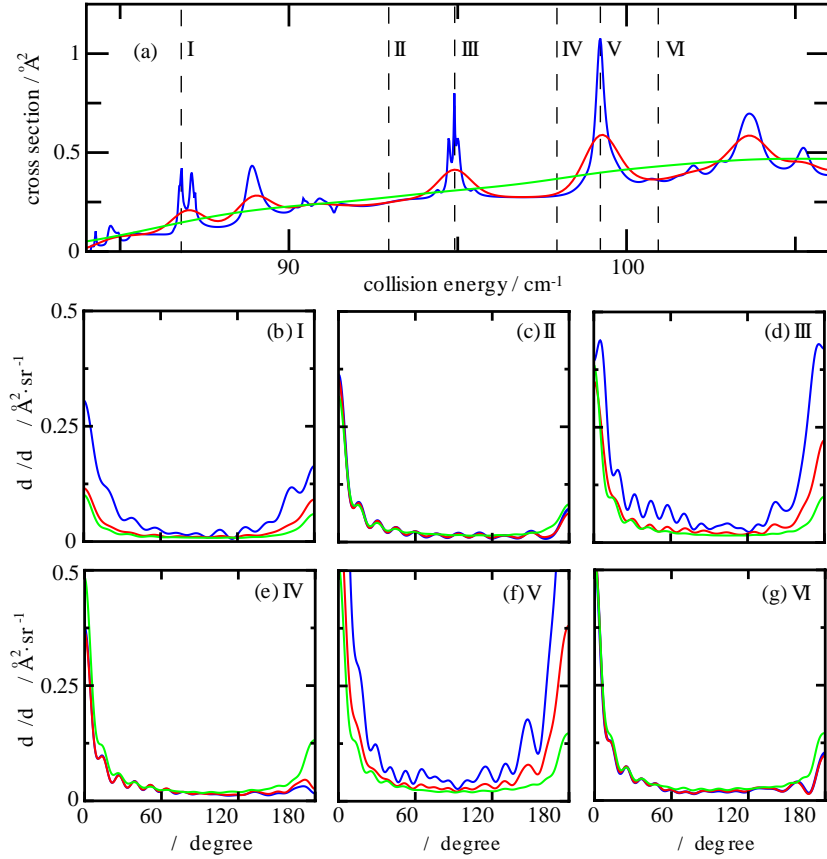 (a) I II III IV V VI
cross section / Å²
1
0.5
0
90 100
collision energy / cm⁻¹
(b) I (c) II (d) III
d /d / Å²·sr⁻¹
0.5
0.25
0
(e) IV (f) V (g) VI
d /d / Å²·sr⁻¹
0.5
0.25
0
0 60 120 180 0 60 120 180 0 60 120 180
/ degree / degree / degree